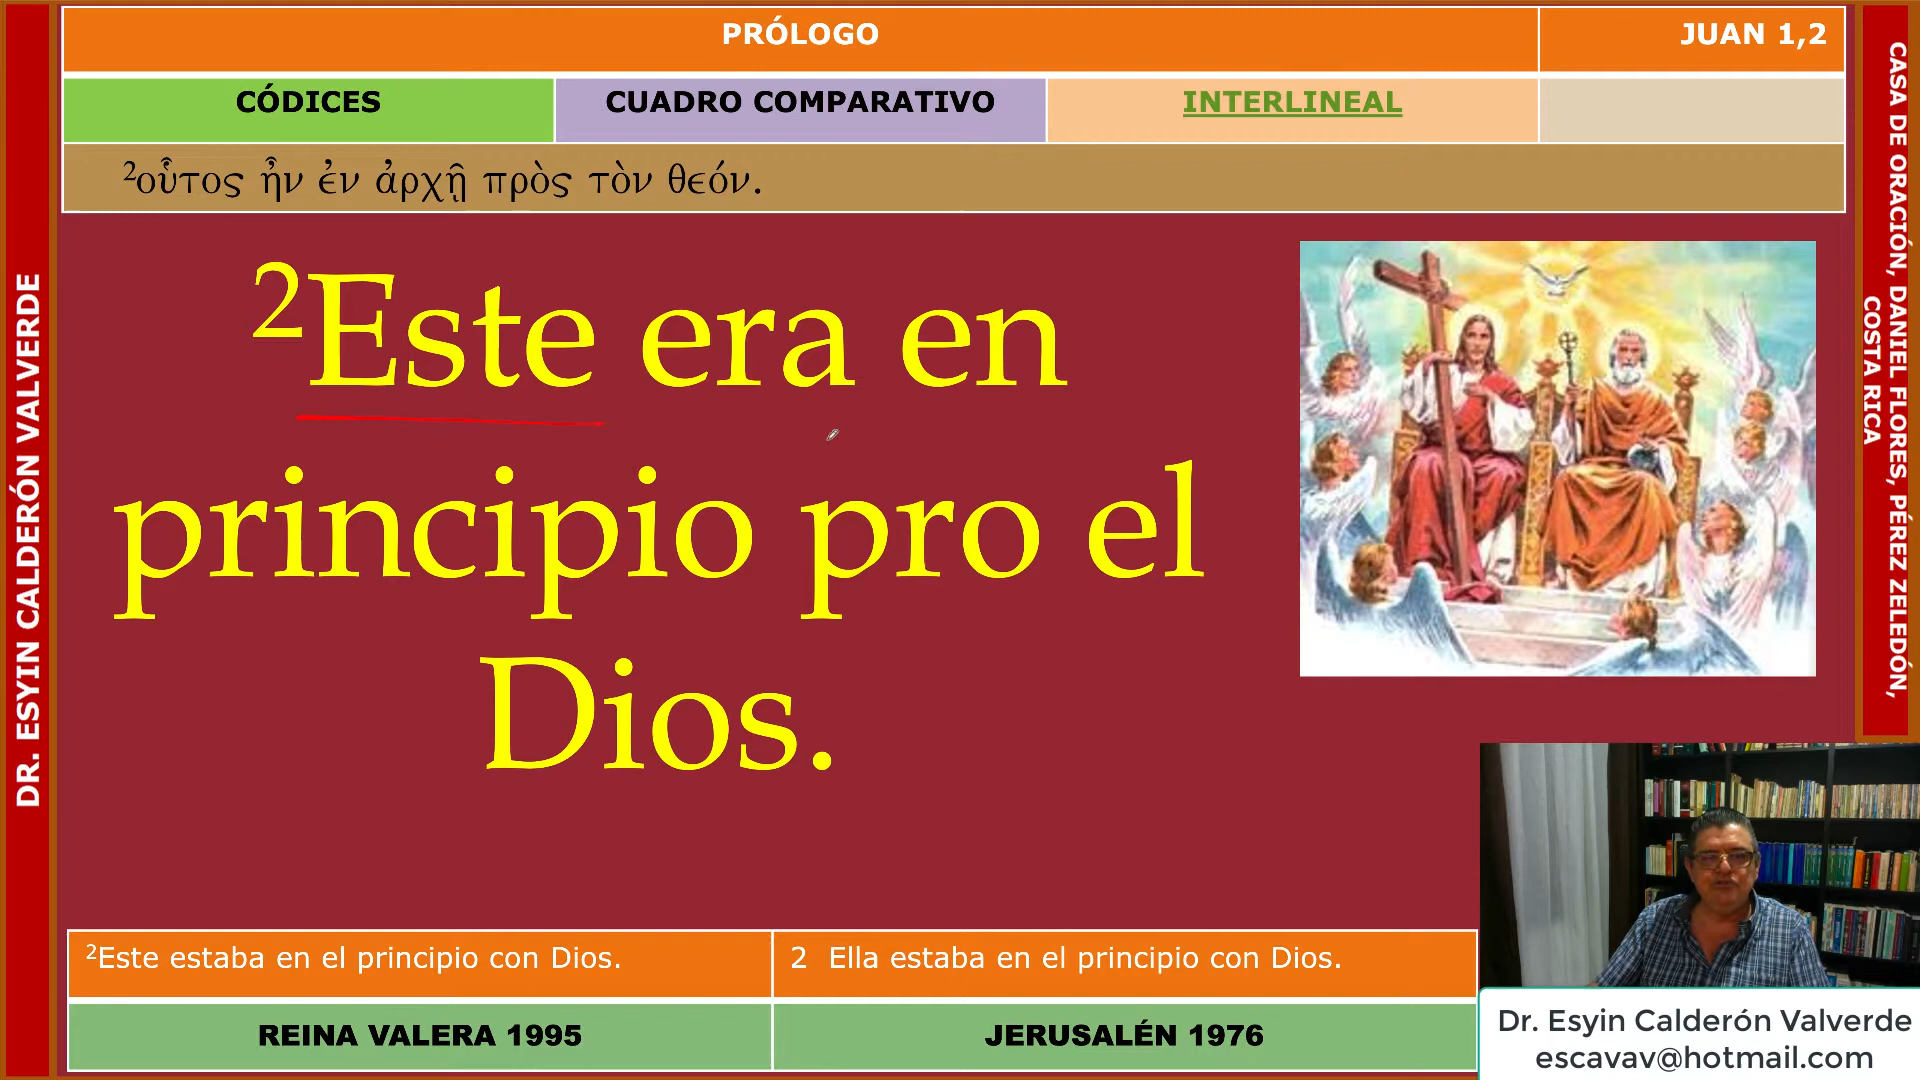 PRÓLOGO
JUAN 1,2
CÓDICES
CUADRO COMPARATIVO
INTERLINEAL
²οὗτος ἦν ἐν ἀρχῇ πρὸς τὸν θεόν.
²Este era en
principio pro el
Dios.
²Este estaba en el principio con Dios.
2 Ella estaba en el principio con Dios.
REINA VALERA 1995
JERUSALÉN 1976
DR. ESYIN CALDERÓN VALVERDE
CASA DE ORACIÓN, DANIEL FLORES, PÉREZ ZELEDÓN,
COSTA RICA
Dr. Esyin Calderón Valverde
escavav@hotmail.com